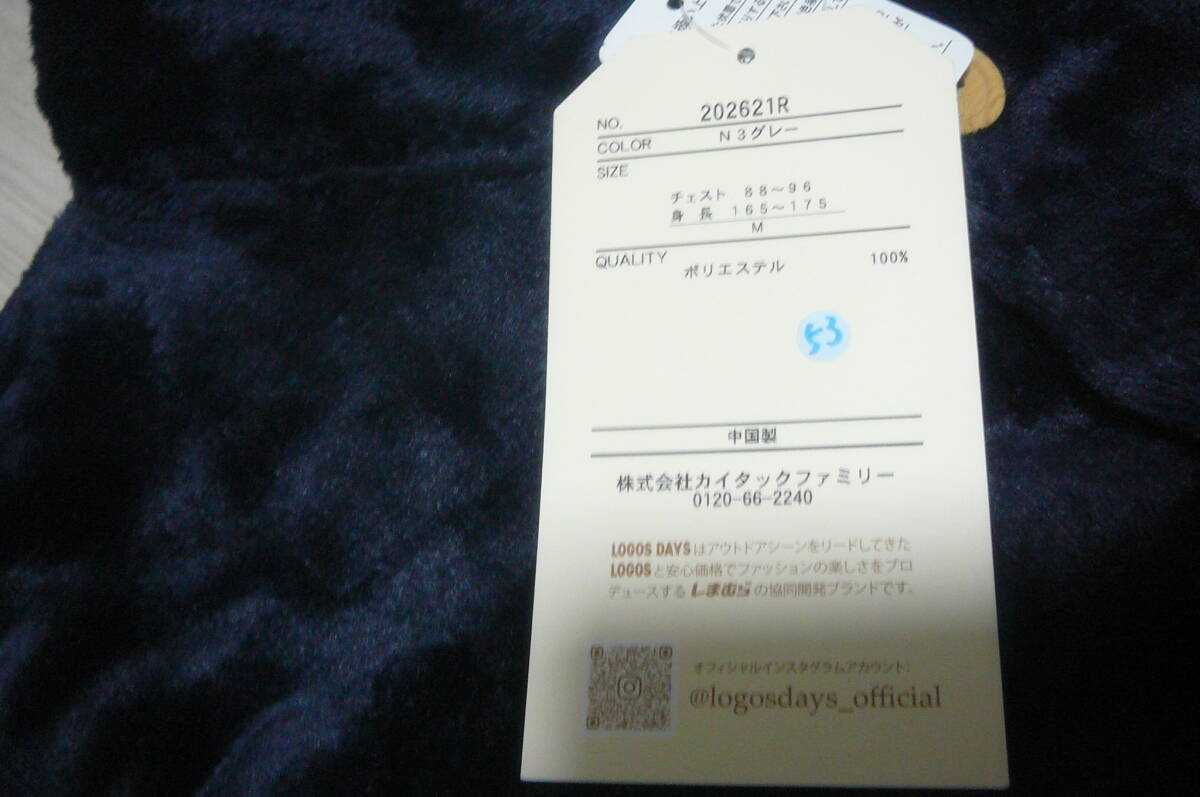 NO. 202621R
COLOR N3グレー
SIZE
チェスト 88～96
身長 165～175
M
QUALITY ポリエステル 100%
53
中国製
株式会社カイタックファミリー
0120-66-2240
LOGOS DAYSはアウトドアシーンをリードしてきた
LOGOSと安心価格でファッションの楽しさをプロ
デュースするしまむらの協同開発ブランドです。
オフィシャルインスタグラムアカウント:
@logosdays_official